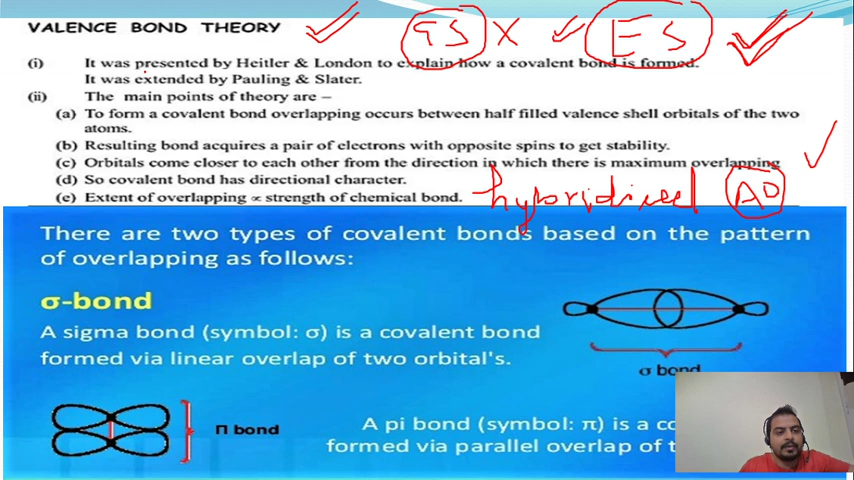 VALENCE BOND THEORY
GS X ES
(i) It was presented by Heitler & London to explain how a covalent bond is formed.
It was extended by Pauling & Slater.
(ii) The main points of theory are –
(a) To form a covalent bond overlapping occurs between half filled valence shell orbitals of the two
atoms.
(b) Resulting bond acquires a pair of electrons with opposite spins to get stability.
(c) Orbitals come closer to each other from the direction in which there is maximum overlapping
(d) So covalent bond has directional character.
(e) Extent of overlapping ∝ strength of chemical bond.
hybridized AO
There are two types of covalent bonds based on the pattern
of overlapping as follows:
σ-bond
A sigma bond (symbol: σ) is a covalent bond
formed via linear overlap of two orbital's.
σ bond
Π bond
A pi bond (symbol: π) is a
formed via parallel overlap of